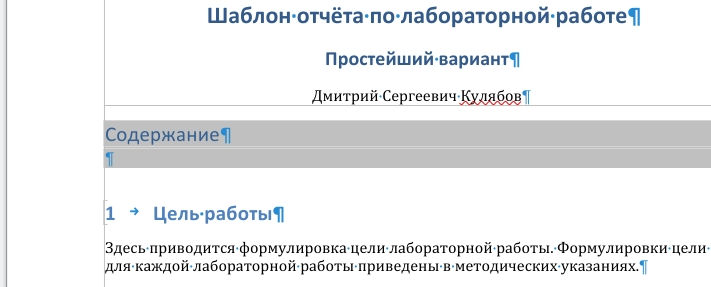 Шаблон отчёта по лабораторной работе
Простейший вариант
Дмитрий Сергеевич Кулябов
Содержание
1 Цель работы
Здесь приводится формулировка цели лабораторной работы. Формулировки цели
для каждой лабораторной работы приведены в методических указаниях.